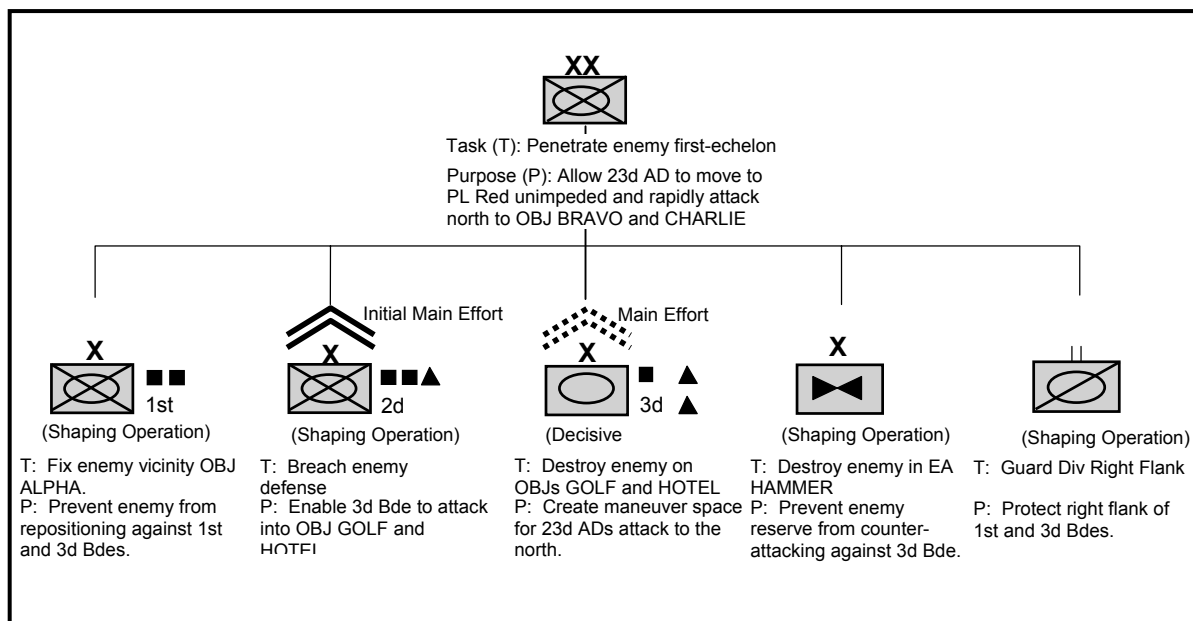 XX
Task (T): Penetrate enemy first-echelon
Purpose (P): Allow 23d AD to move to
PL Red unimpeded and rapidly attack
north to OBJ BRAVO and CHARLIE
Initial Main Effort
Main Effort
X
1st
(Shaping Operation)
T: Fix enemy vicinity OBJ
ALPHA.
P: Prevent enemy from
repositioning against 1st
and 3d Bdes.
X
2d
(Shaping Operation)
T: Breach enemy
defense
P: Enable 3d Bde to attack
into OBJ GOLF and
HOTEL
X
3d
(Decisive
T: Destroy enemy on
OBJs GOLF and HOTEL
P: Create maneuver space
for 23d ADs attack to the
north.
X
(Shaping Operation)
T: Destroy enemy in EA
HAMMER
P: Prevent enemy
reserve from counter-
attacking against 3d Bde.
(Shaping Operation)
T: Guard Div Right Flank
P: Protect right flank of
1st and 3d Bdes.